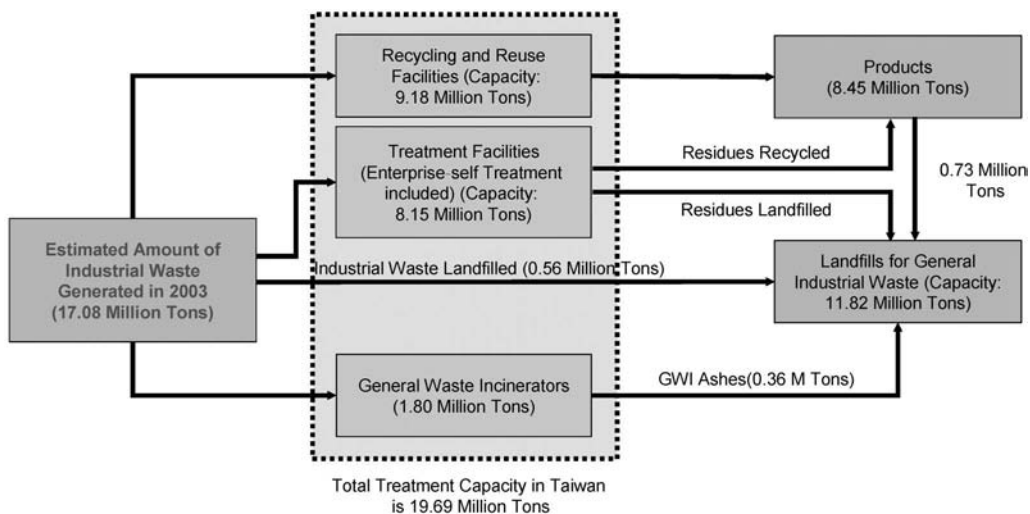 Recycling and Reuse
Facilities (Capacity:
9.18 Million Tons)
Products
(8.45 Million Tons)
Treatment Facilities
(Enterprise self Treatment
included) (Capacity:
8.15 Million Tons)
Residues Recycled
Residues Landfilled
0.73 Million
Tons
Estimated Amount of
Industrial Waste
Generated in 2003
(17.08 Million Tons)
Industrial Waste Landfilled (0.56 Million Tons)
Landfills for General
Industrial Waste (Capacity:
11.82 Million Tons)
General Waste Incinerators
(1.80 Million Tons)
GWI Ashes(0.36 M Tons)
Total Treatment Capacity in Taiwan
is 19.69 Million Tons